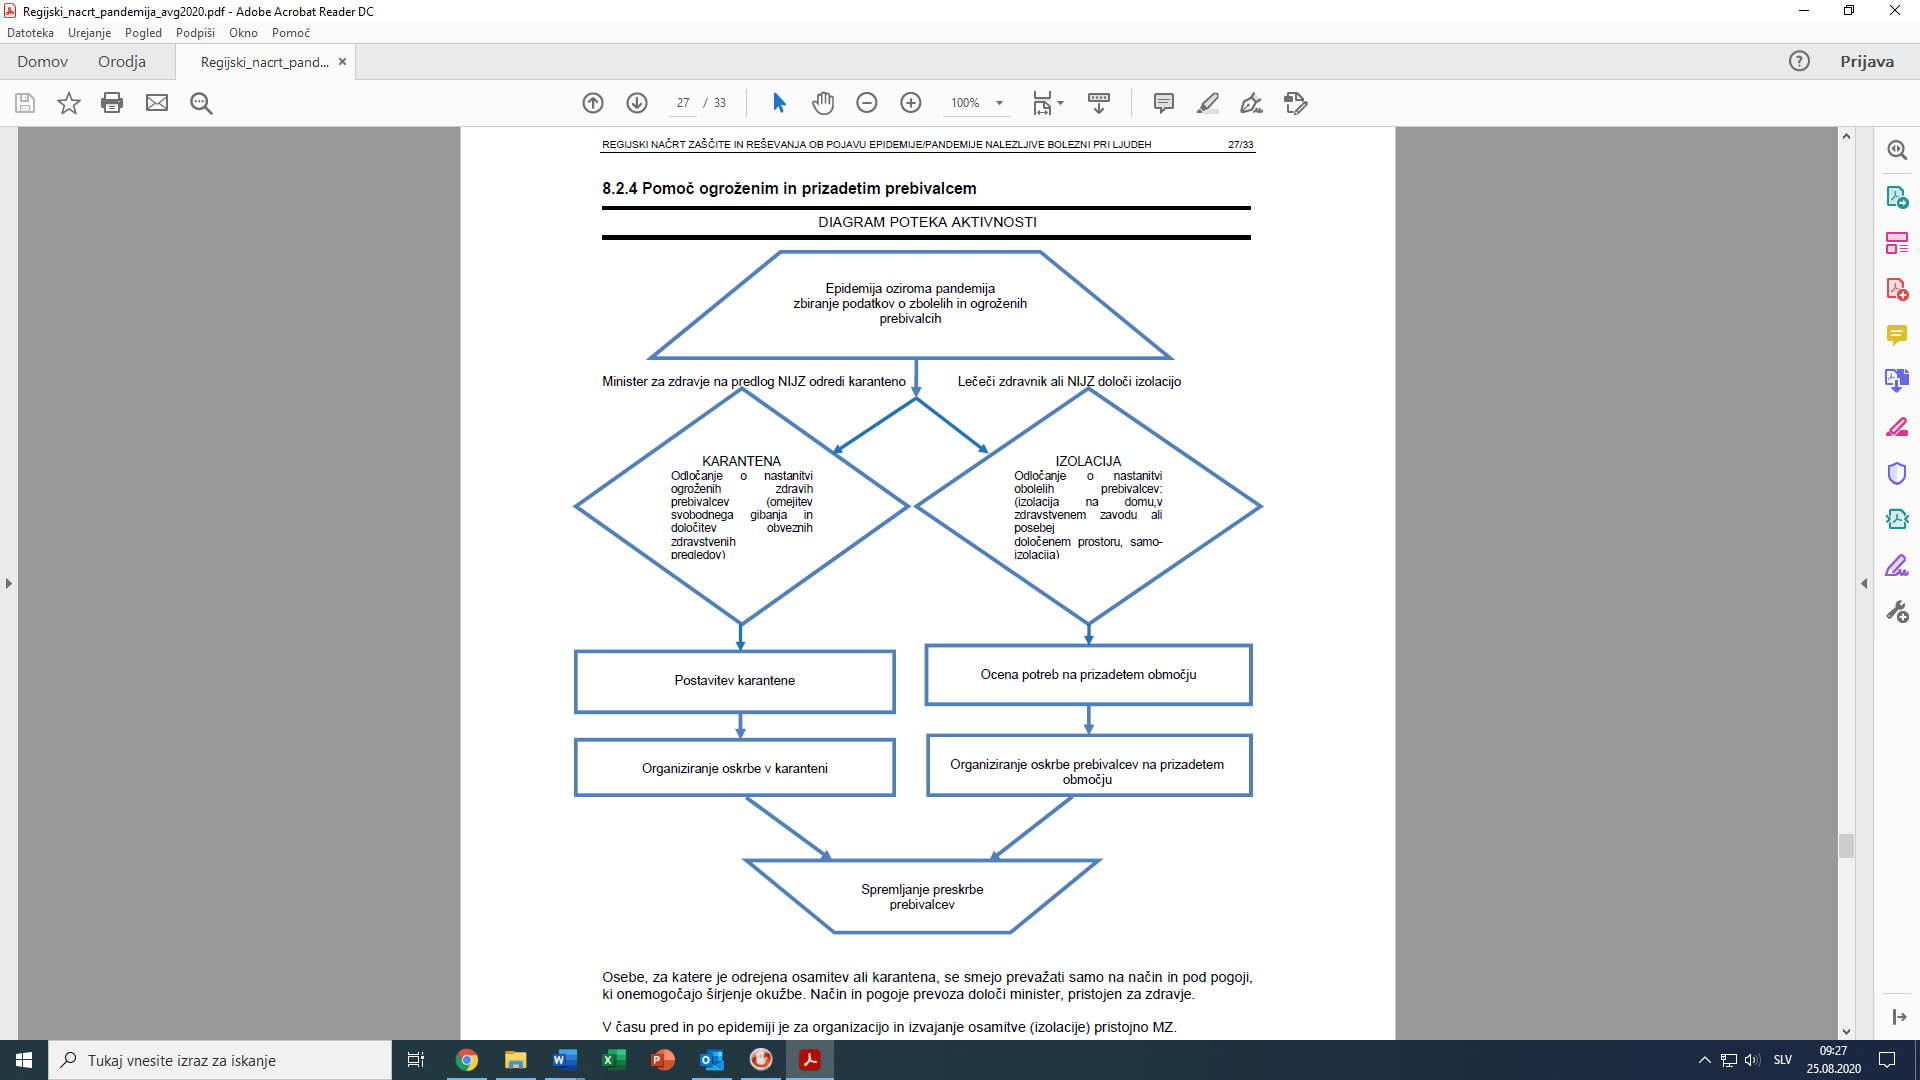 Regijski_nacrt_pandemija_avg2020.pdf - Adobe Acrobat Reader DC
Datoteka Urejanje Pogled Podpiši Okno Pomoč
Domov Orodja Regijski_nacrt_pand... × Prijava
27 / 33 100%
REGIJSKI NAČRT ZAŠČITE IN REŠEVANJA OB POJAVU EPIDEMIJE/PANDEMIJE NALEZLJIVE BOLEZNI PRI LJUDEH 27/33
8.2.4 Pomoč ogroženim in prizadetim prebivalcem
DIAGRAM POTEKA AKTIVNOSTI
Epidemija oziroma pandemija
zbiranje podatkov o zbolelih in ogroženih
prebivalcih
Minister za zdravje na predlog NIJZ odredi karanteno
Lečeči zdravnik ali NIJZ določi izolacijo
KARANTENA
Odločanje o nastanitvi
ogroženih zdravih
prebivalcev (omejitev
svobodnega gibanja in
določitev obveznih
zdravstvenih
pregledov)
IZOLACIJA
Odločanje o nastanitvi
obolelih prebivalcev:
(izolacija na domu,v
zdravstvenem zavodu ali
posebej
določenem prostoru, samo-
izolacija)
Postavitev karantene
Ocena potreb na prizadetem območju
Organiziranje oskrbe v karanteni
Organiziranje oskrbe prebivalcev na prizadetem
območju
Spremljanje preskrbe
prebivalcev
Osebe, za katere je odrejena osamitev ali karantena, se smejo prevažati samo na način in pod pogoji,
ki onemogočajo širjenje okužbe. Način in pogoje prevoza določi minister, pristojen za zdravje.
V času pred in po epidemiji je za organizacijo in izvajanje osamitve (izolacije) pristojno MZ.
Tukaj vnesite izraz za iskanje
SLV
09:27
25.08.2020